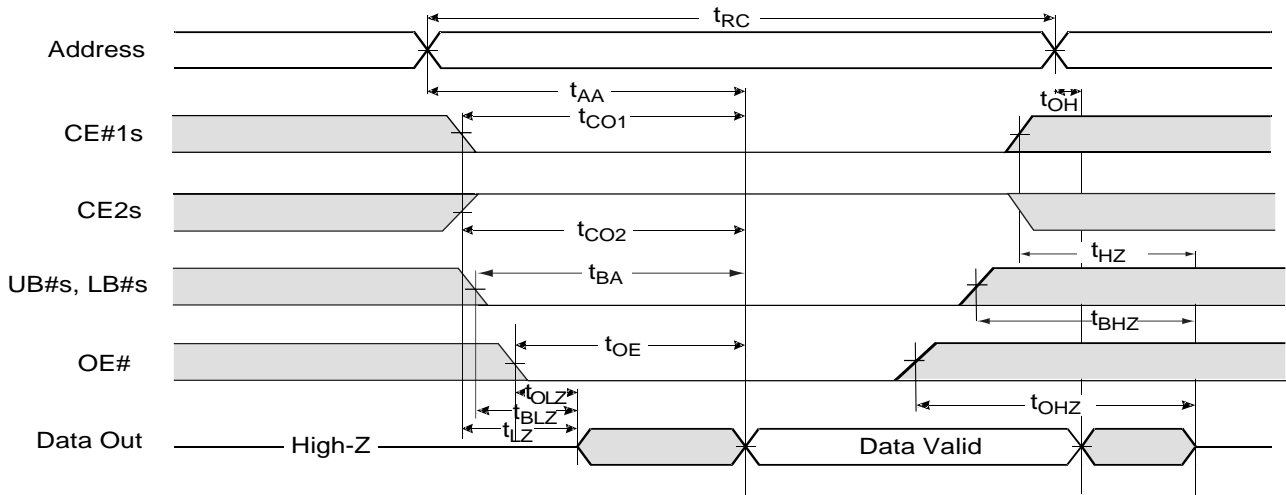 tRC
Address
tAA
tOH
CE#1s
tCO1
CE2s
tCO2
tHZ
UB#s, LB#s
tBA
tBHZ
OE#
tOE
tOLZ
tBLZ
tOHZ
tLZ
Data Out
High-Z
Data Valid